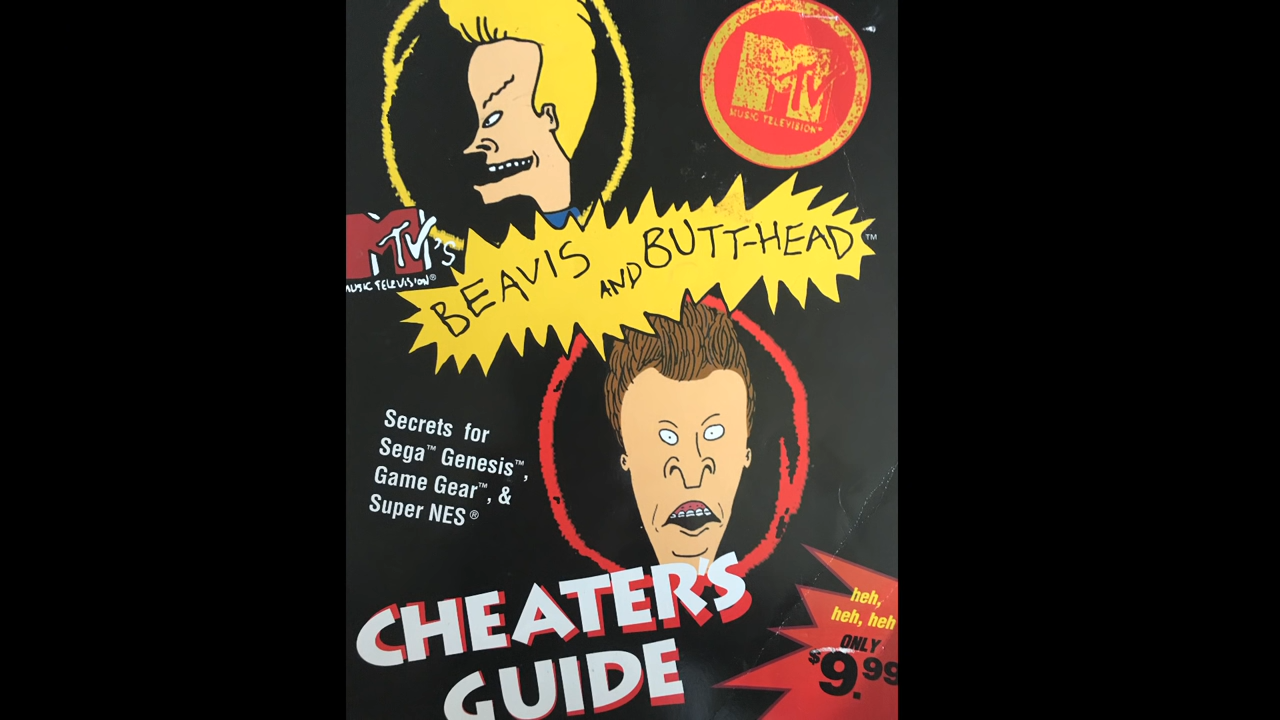 MTV
MUSIC TELEVISION®
MTV's
MUSIC TELEVISION®
BEAVIS AND BUTT-HEAD™
Secrets for
Sega™ Genesis™,
Game Gear™, &
Super NES®
CHEATER'S
GUIDE
heh,
heh, heh
ONLY
$9.99